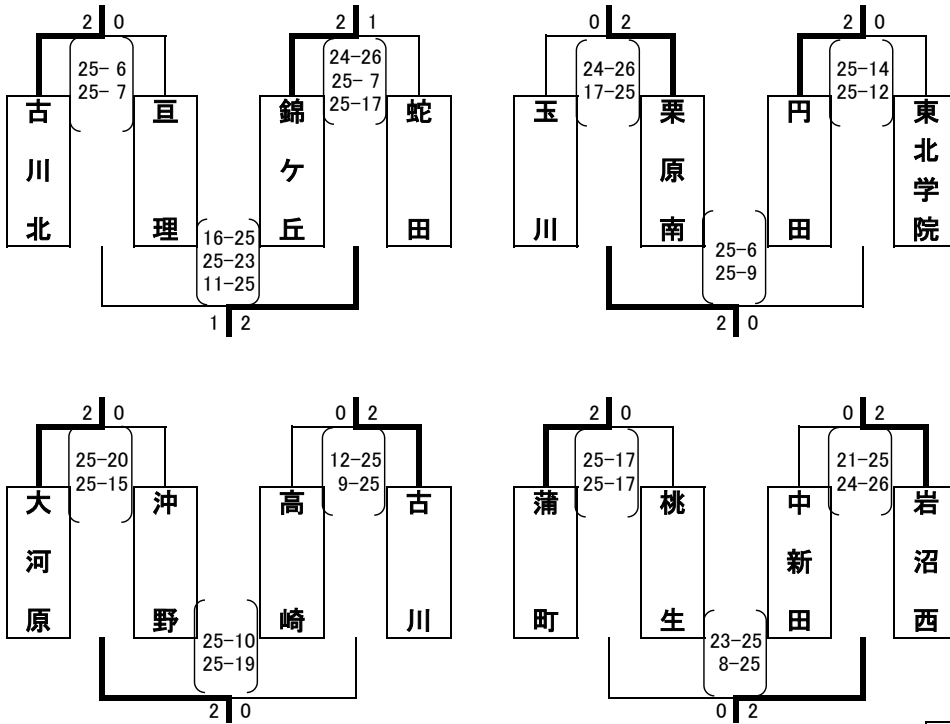 2 0
25- 6
25- 7
古川北
亘理
2 1
24-26
25- 7
25-17
錦ケ丘
蛇田
16-25
25-23
11-25
1 2
0 2
24-26
17-25
玉川
栗原南
2 0
25-14
25-12
円田
東北学院
25-6
25-9
2 0
2 0
25-20
25-15
大河原
沖野
0 2
12-25
9-25
高崎
古川
25-10
25-19
2 0
2 0
25-17
25-17
蒲町
桃生
0 2
21-25
24-26
中新田
岩沼西
23-25
8-25
0 2